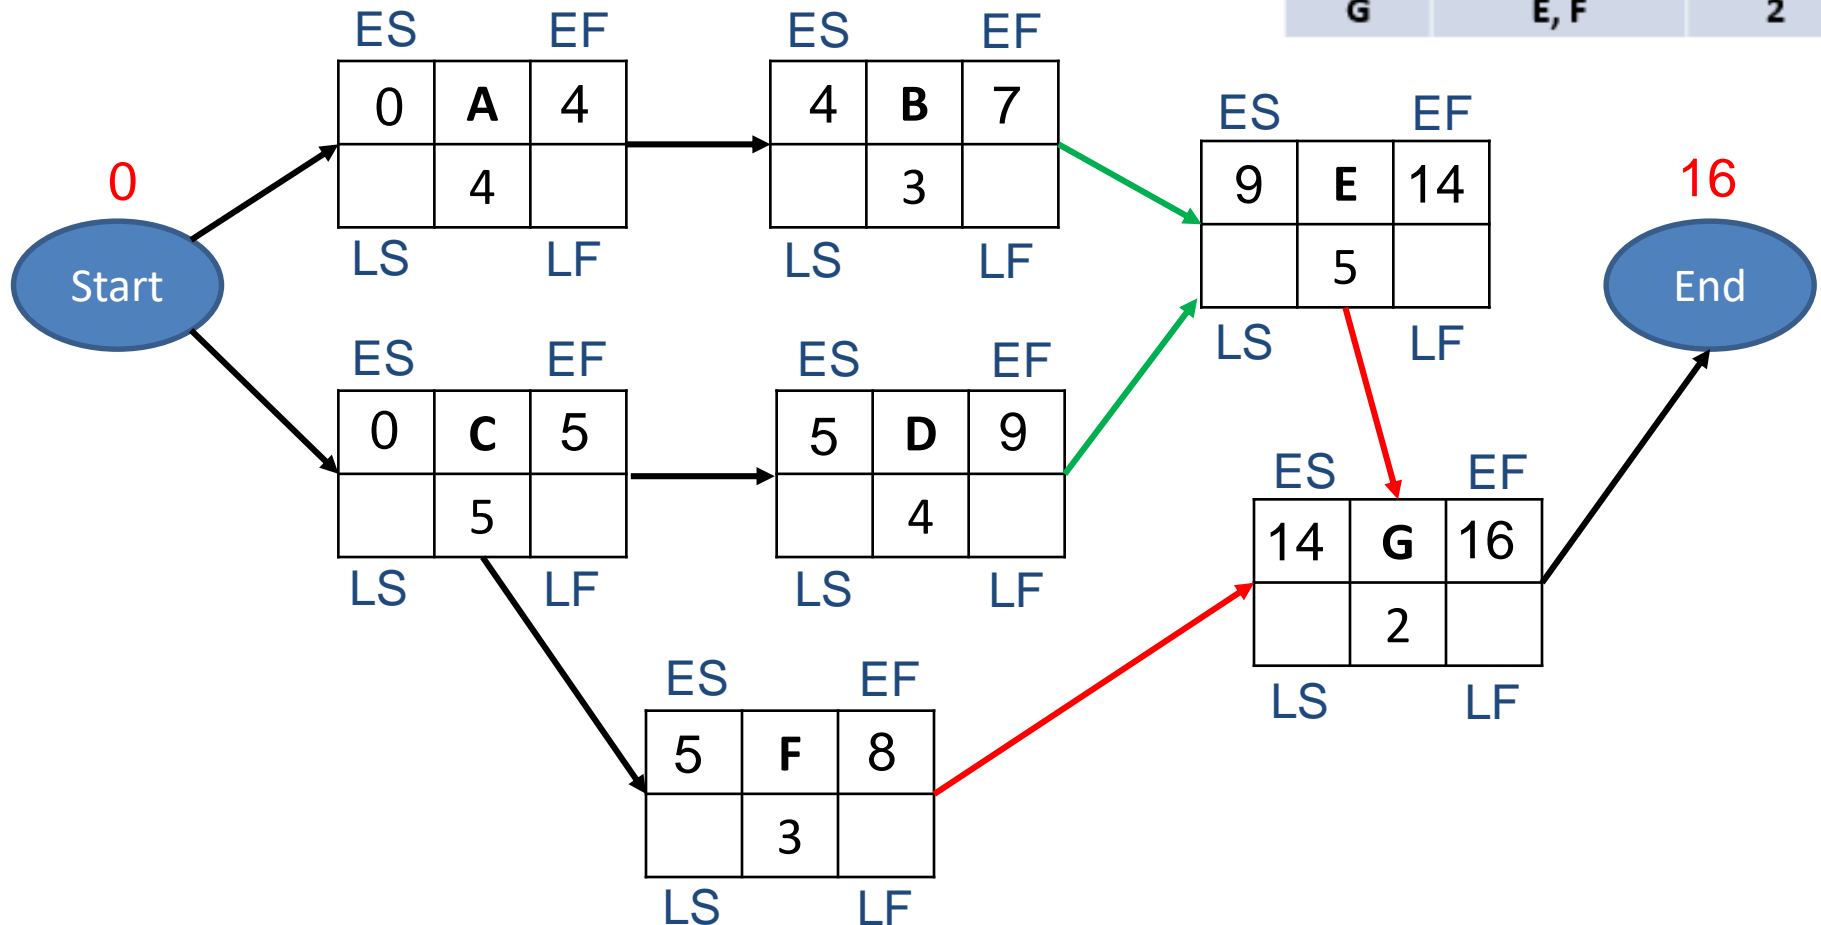 G E, F 2
ES EF
0 A 4
4
LS LF
ES EF
4 B 7
3
LS LF
ES EF
9 E 14
5
LS LF
0
Start
16
End
ES EF
0 C 5
5
LS LF
ES EF
5 D 9
4
LS LF
ES EF
14 G 16
2
LS LF
ES EF
5 F 8
3
LS LF